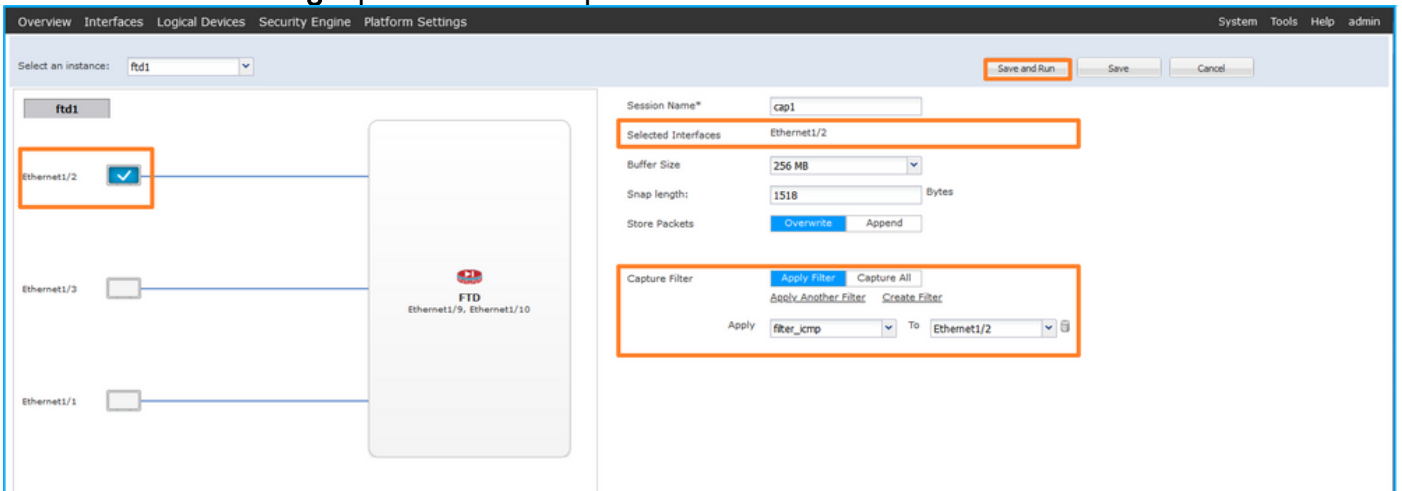 Overview Interfaces Logical Devices Security Engine Platform Settings System Tools Help admin
Select an instance: ftd1 Save and Run Save Cancel
ftd1
Ethernet1/2
Ethernet1/3
Ethernet1/1
FTD
Ethernet1/9, Ethernet1/10
Session Name* cap1
Selected Interfaces Ethernet1/2
Buffer Size 256 MB
Snap length: 1518 Bytes
Store Packets Overwrite Append
Capture Filter Apply Filter Capture All
Apply Another Filter Create Filter
Apply filter_icmp To Ethernet1/2